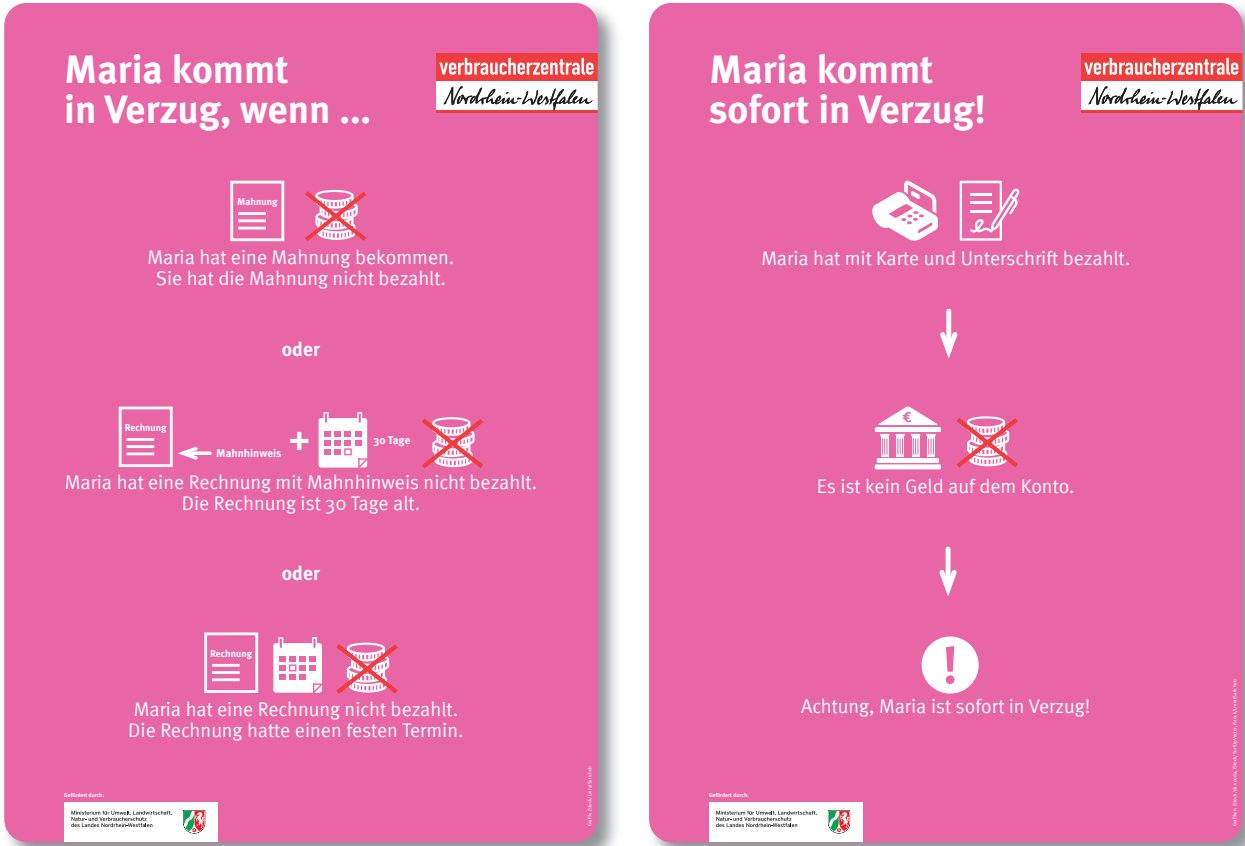 Maria kommt
in Verzug, wenn ...
verbraucherzentrale
Nordrhein-Westfalen
Mahnung
Maria hat eine Mahnung bekommen.
Sie hat die Mahnung nicht bezahlt.
oder
Rechnung
Mahnhinweis
+
30 Tage
Maria hat eine Rechnung mit Mahnhinweis nicht bezahlt.
Die Rechnung ist 30 Tage alt.
oder
Rechnung
Maria hat eine Rechnung nicht bezahlt.
Die Rechnung hatte einen festen Termin.
Gefördert durch:
Ministerium für Umwelt, Landwirtschaft,
Natur- und Verbraucherschutz
des Landes Nordrhein-Westfalen
Maria kommt
sofort in Verzug!
verbraucherzentrale
Nordrhein-Westfalen
Maria hat mit Karte und Unterschrift bezahlt.
€
Es ist kein Geld auf dem Konto.
!
Achtung, Maria ist sofort in Verzug!
Gefördert durch:
Ministerium für Umwelt, Landwirtschaft,
Natur- und Verbraucherschutz
des Landes Nordrhein-Westfalen